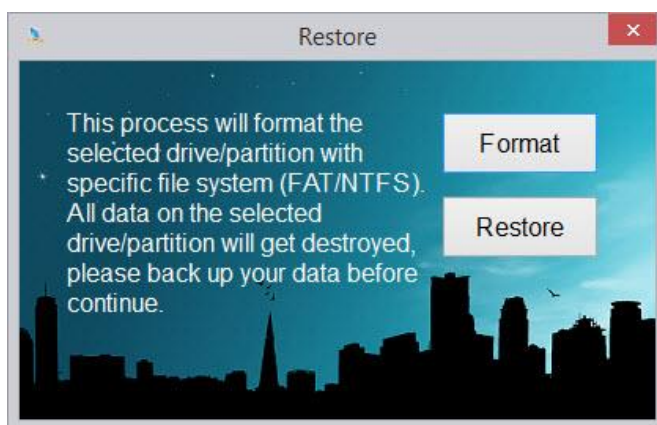 Restore
This process will format the
selected drive/partition with
specific file system (FAT/NTFS).
All data on the selected
drive/partition will get destroyed,
please back up your data before
continue.
Format
Restore